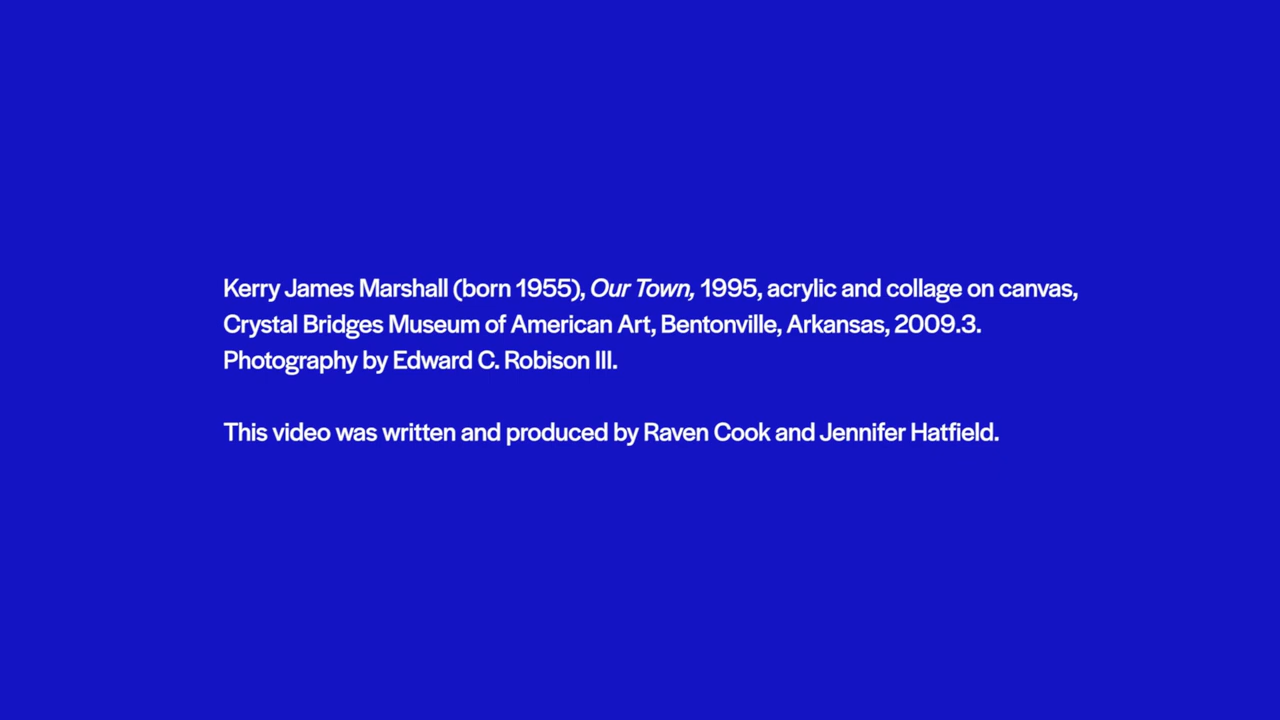 Kerry James Marshall (born 1955), Our Town, 1995, acrylic and collage on canvas,
Crystal Bridges Museum of American Art, Bentonville, Arkansas, 2009.3.
Photography by Edward C. Robison III.
This video was written and produced by Raven Cook and Jennifer Hatfield.